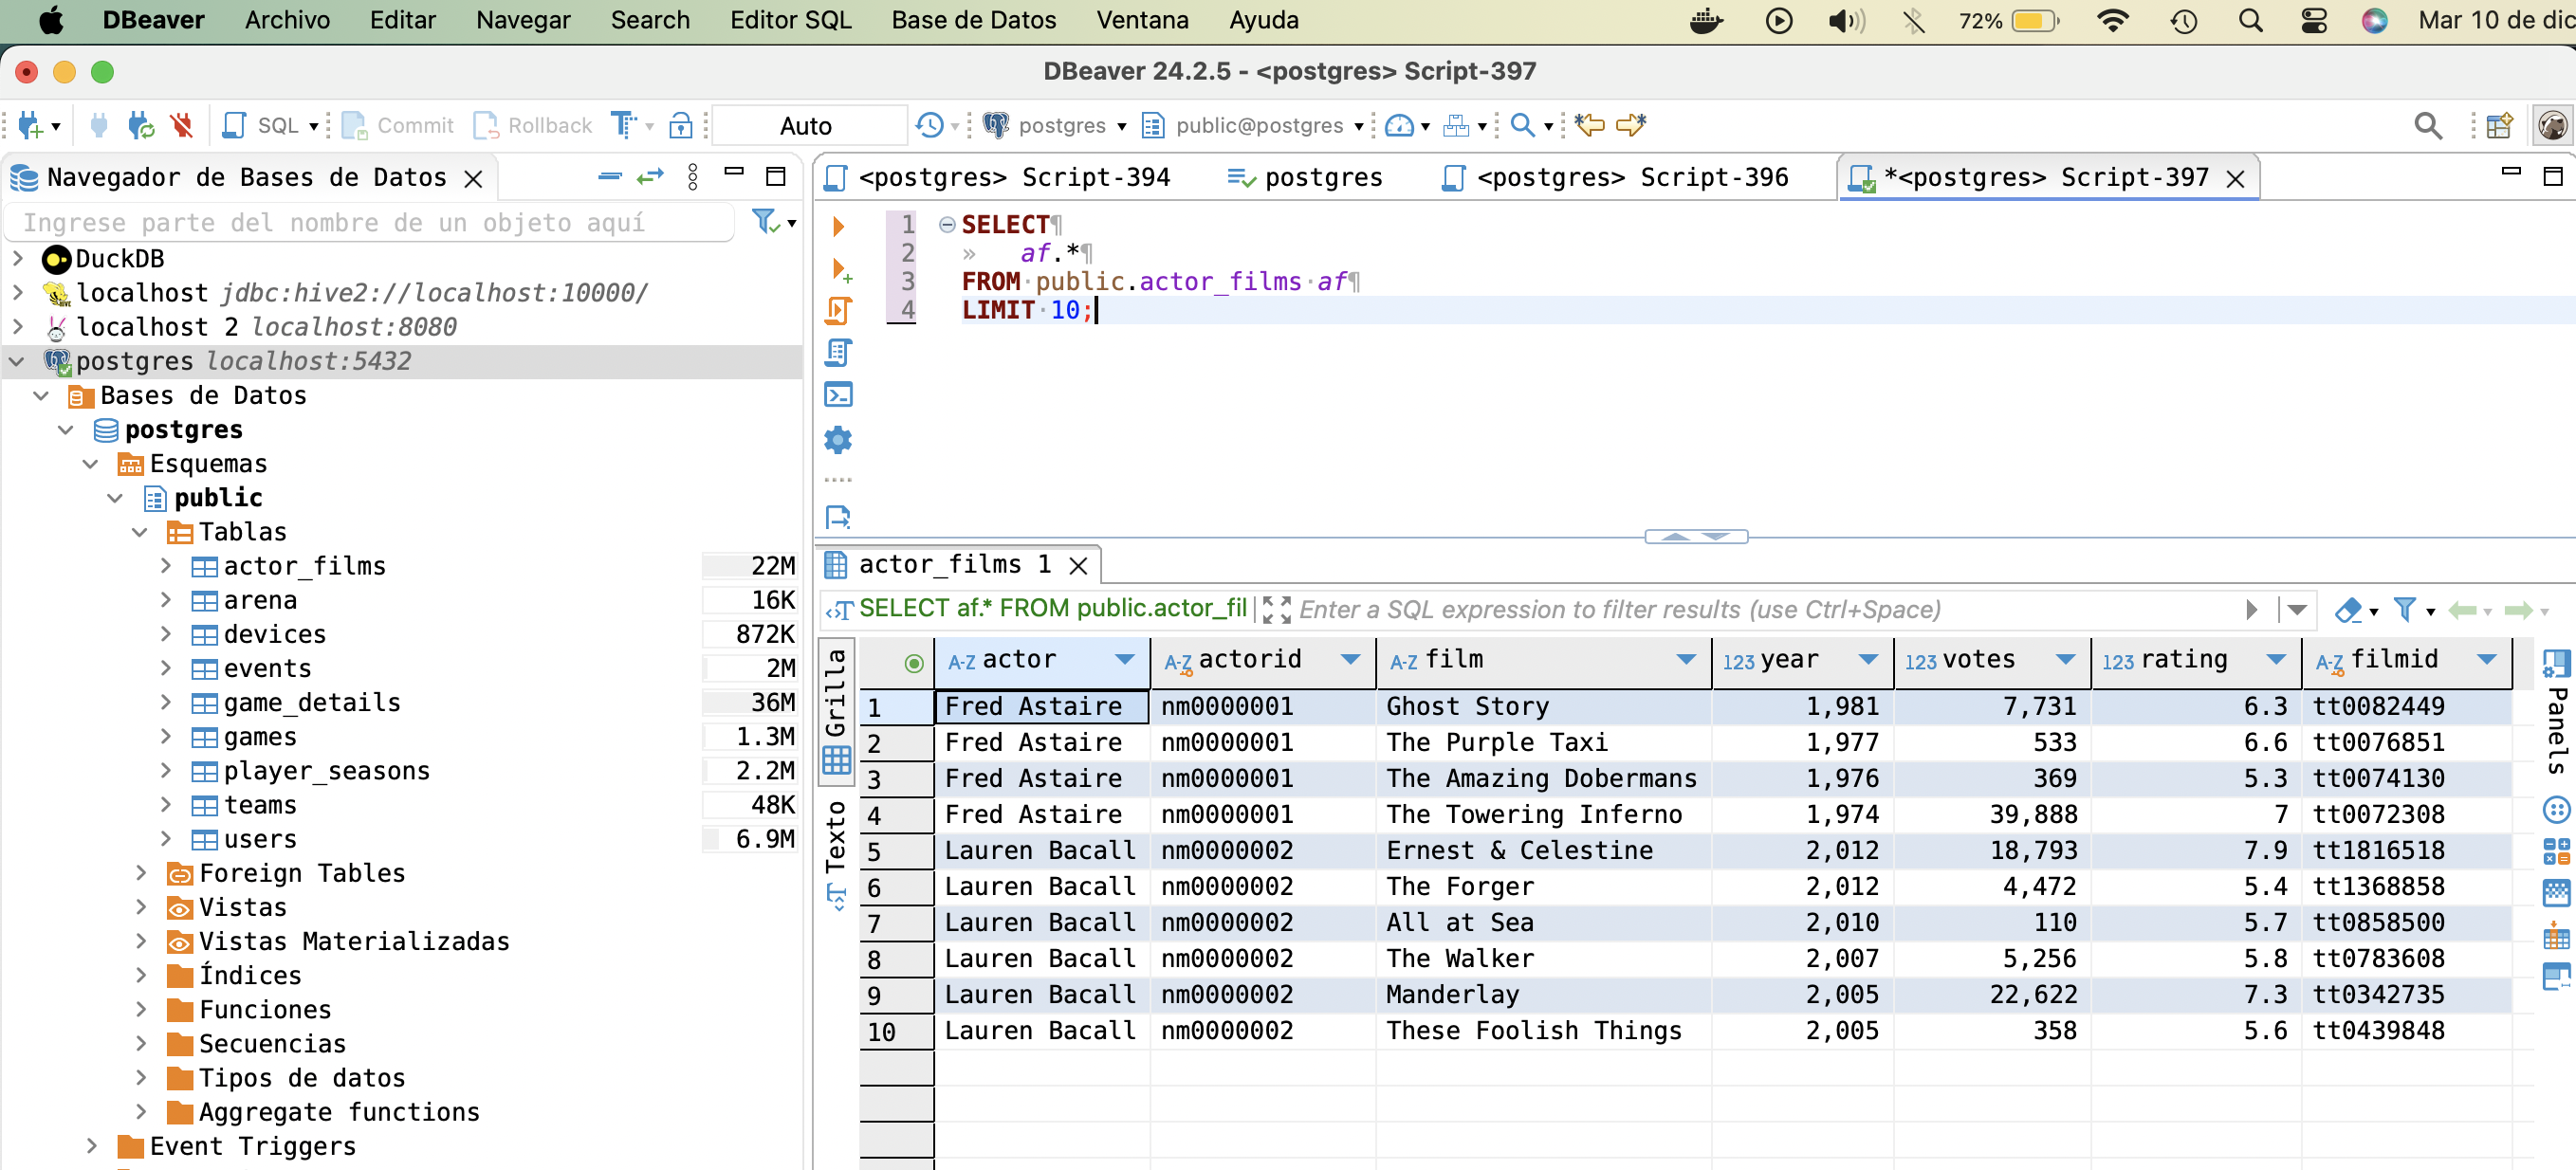 DBeaver Archivo Editar Navegar Search Editor SQL Base de Datos Ventana Ayuda 72% Mar 10 de dic
DBeaver 24.2.5 - <postgres> Script-397
SQL Commit Rollback Auto postgres public@postgres
Navegador de Bases de Datos
Ingrese parte del nombre de un objeto aquí
DuckDB
localhost jdbc:hive2://localhost:10000/
localhost 2 localhost:8080
postgres localhost:5432
Bases de Datos
postgres
Esquemas
public
Tablas
actor_films 22M
arena 16K
devices 872K
events 2M
game_details 36M
games 1.3M
player_seasons 2.2M
teams 48K
users 6.9M
Foreign Tables
Vistas
Vistas Materializadas
Índices
Funciones
Secuencias
Tipos de datos
Aggregate functions
Event Triggers
<postgres> Script-394 postgres <postgres> Script-396 *<postgres> Script-397
1 SELECT¶
2 » af.*¶
3 FROM·public.actor_films·af¶
4 LIMIT·10;
actor_films 1
SELECT af.* FROM public.actor_fil Enter a SQL expression to filter results (use Ctrl+Space)
Grilla
Texto
A-Z actor A-Z actorid A-Z film 123 year 123 votes 123 rating A-Z filmid
1 Fred Astaire nm0000001 Ghost Story 1,981 7,731 6.3 tt0082449
2 Fred Astaire nm0000001 The Purple Taxi 1,977 533 6.6 tt0076851
3 Fred Astaire nm0000001 The Amazing Dobermans 1,976 369 5.3 tt0074130
4 Fred Astaire nm0000001 The Towering Inferno 1,974 39,888 7 tt0072308
5 Lauren Bacall nm0000002 Ernest & Celestine 2,012 18,793 7.9 tt1816518
6 Lauren Bacall nm0000002 The Forger 2,012 4,472 5.4 tt1368858
7 Lauren Bacall nm0000002 All at Sea 2,010 110 5.7 tt0858500
8 Lauren Bacall nm0000002 The Walker 2,007 5,256 5.8 tt0783608
9 Lauren Bacall nm0000002 Manderlay 2,005 22,622 7.3 tt0342735
10 Lauren Bacall nm0000002 These Foolish Things 2,005 358 5.6 tt0439848
Panels